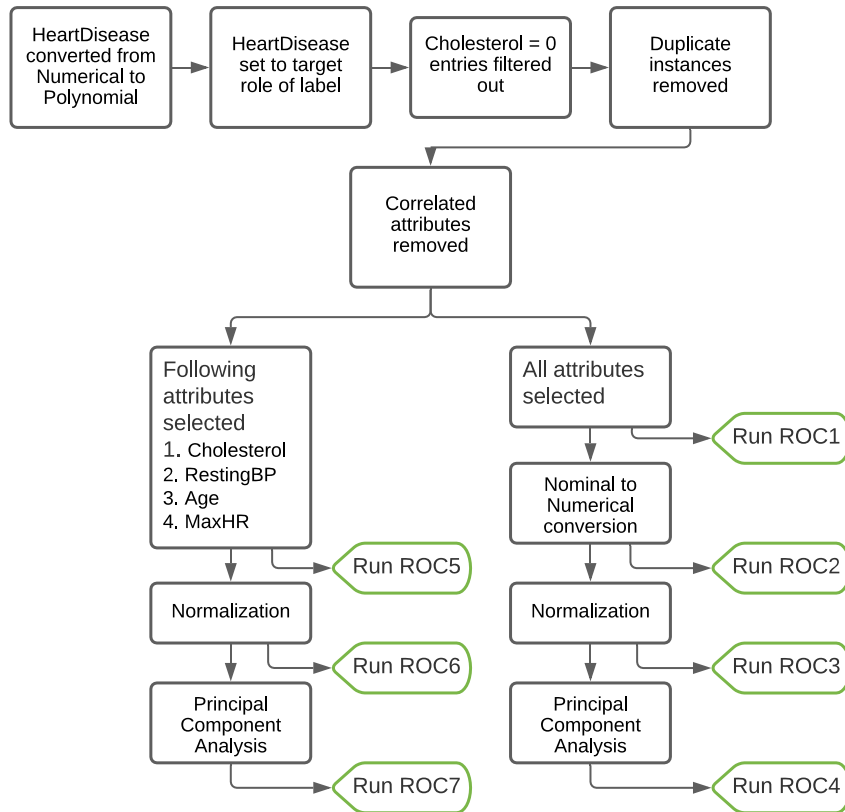 HeartDisease
converted from
Numerical to
Polynomial
HeartDisease
set to target
role of label
Cholesterol = 0
entries filtered
out
Duplicate
instances
removed
Correlated
attributes
removed
Following
attributes
selected
1. Cholesterol
2. RestingBP
3. Age
4. MaxHR
Run ROC5
Normalization
Run ROC6
Principal
Component
Analysis
Run ROC7
All attributes
selected
Run ROC1
Nominal to
Numerical
conversion
Run ROC2
Normalization
Run ROC3
Principal
Component
Analysis
Run ROC4